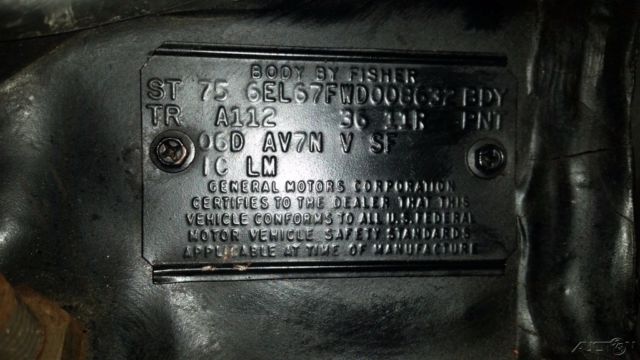 BODY BY FISHER
ST 75 6EL67FWD008632 BDY
TR A112 36 11R PNT
06D AV7N V SF
1C LM
GENERAL MOTORS CORPORATION
CERTIFIES TO THE DEALER THAT THIS
VEHICLE CONFORMS TO ALL U.S. FEDERAL
MOTOR VEHICLE SAFETY STANDARDS
APPLICABLE AT TIME OF MANUFACTURE